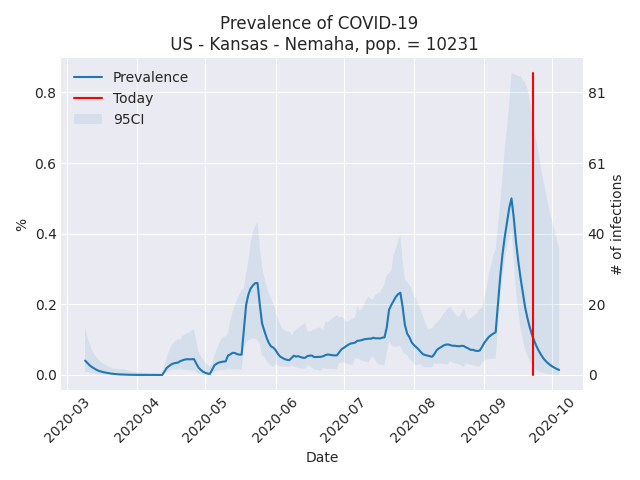 Prevalence of COVID-19
US - Kansas - Nemaha, pop. = 10231
Prevalence
Today
95CI
%
0.8
0.6
0.4
0.2
0.0
81
61
40
20
0
# of infections
2020-03
2020-04
2020-05
2020-06
2020-07
2020-08
2020-09
2020-10
Date